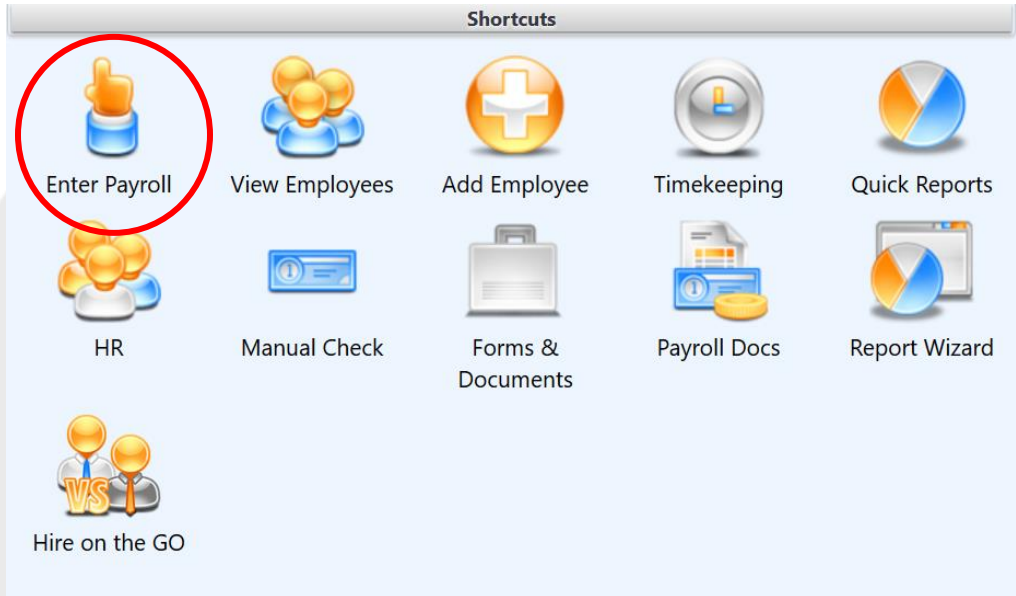 Shortcuts
Enter Payroll
View Employees
Add Employee
Timekeeping
Quick Reports
HR
Manual Check
Forms &
Documents
Payroll Docs
Report Wizard
VS
Hire on the GO